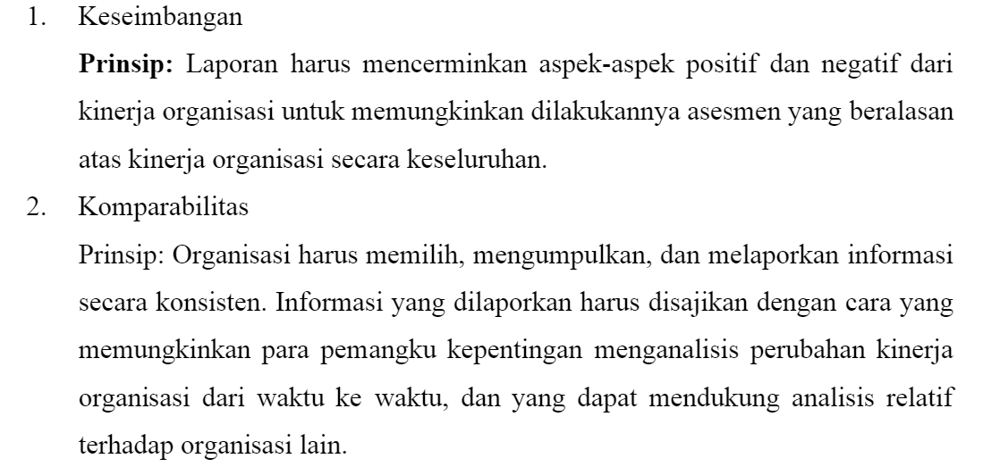 1. Keseimbangan
Prinsip: Laporan harus mencerminkan aspek-aspek positif dan negatif dari
kinerja organisasi untuk memungkinkan dilakukannya asesmen yang beralasan
atas kinerja organisasi secara keseluruhan.
2. Komparabilitas
Prinsip: Organisasi harus memilih, mengumpulkan, dan melaporkan informasi
secara konsisten. Informasi yang dilaporkan harus disajikan dengan cara yang
memungkinkan para pemangku kepentingan menganalisis perubahan kinerja
organisasi dari waktu ke waktu, dan yang dapat mendukung analisis relatif
terhadap organisasi lain.